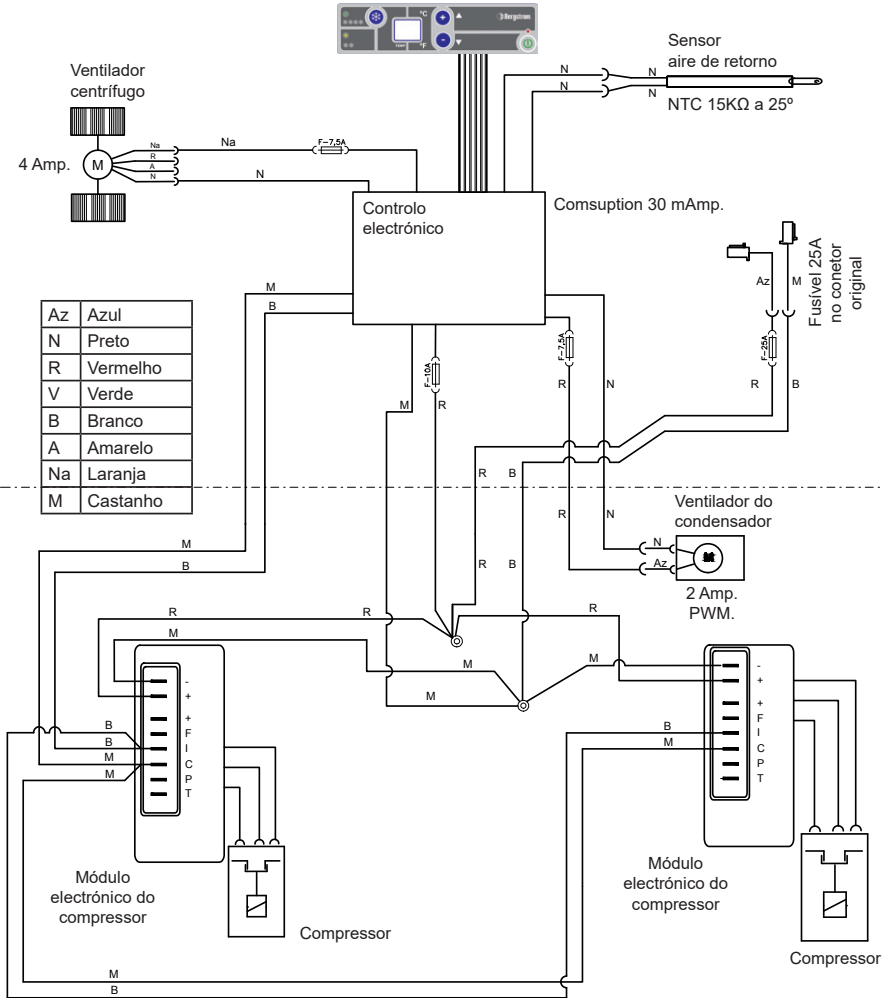 °C
Bergstrom
TEMP
°F
Sensor
aire de retorno
NTC 15KΩ a 25º
N
N
N
N
Ventilador
centrífugo
4 Amp.
M
Na
R
A
N
Na
F-7,5A
N
Controlo
electrónico
Comsuption 30 mAmp.
Az
M
Fusível 25A
no conetor
original
F-25A
R
B
M
B
F-10A
M
R
F-7,5A
R
N
Az Azul
N Preto
R Vermelho
V Verde
B Branco
A Amarelo
Na Laranja
M Castanho
R
B
R
N
Ventilador do
condensador
N
Az
M
2 Amp.
PWM.
M
B
R
B
R
R
R
M
M
M
M
-
+
+
F
I
C
P
T
B
B
M
M
-
+
+
F
I
C
P
T
B
M
Módulo
electrónico do
compressor
Compressor
Módulo
electrónico do
compressor
Compressor
M
B